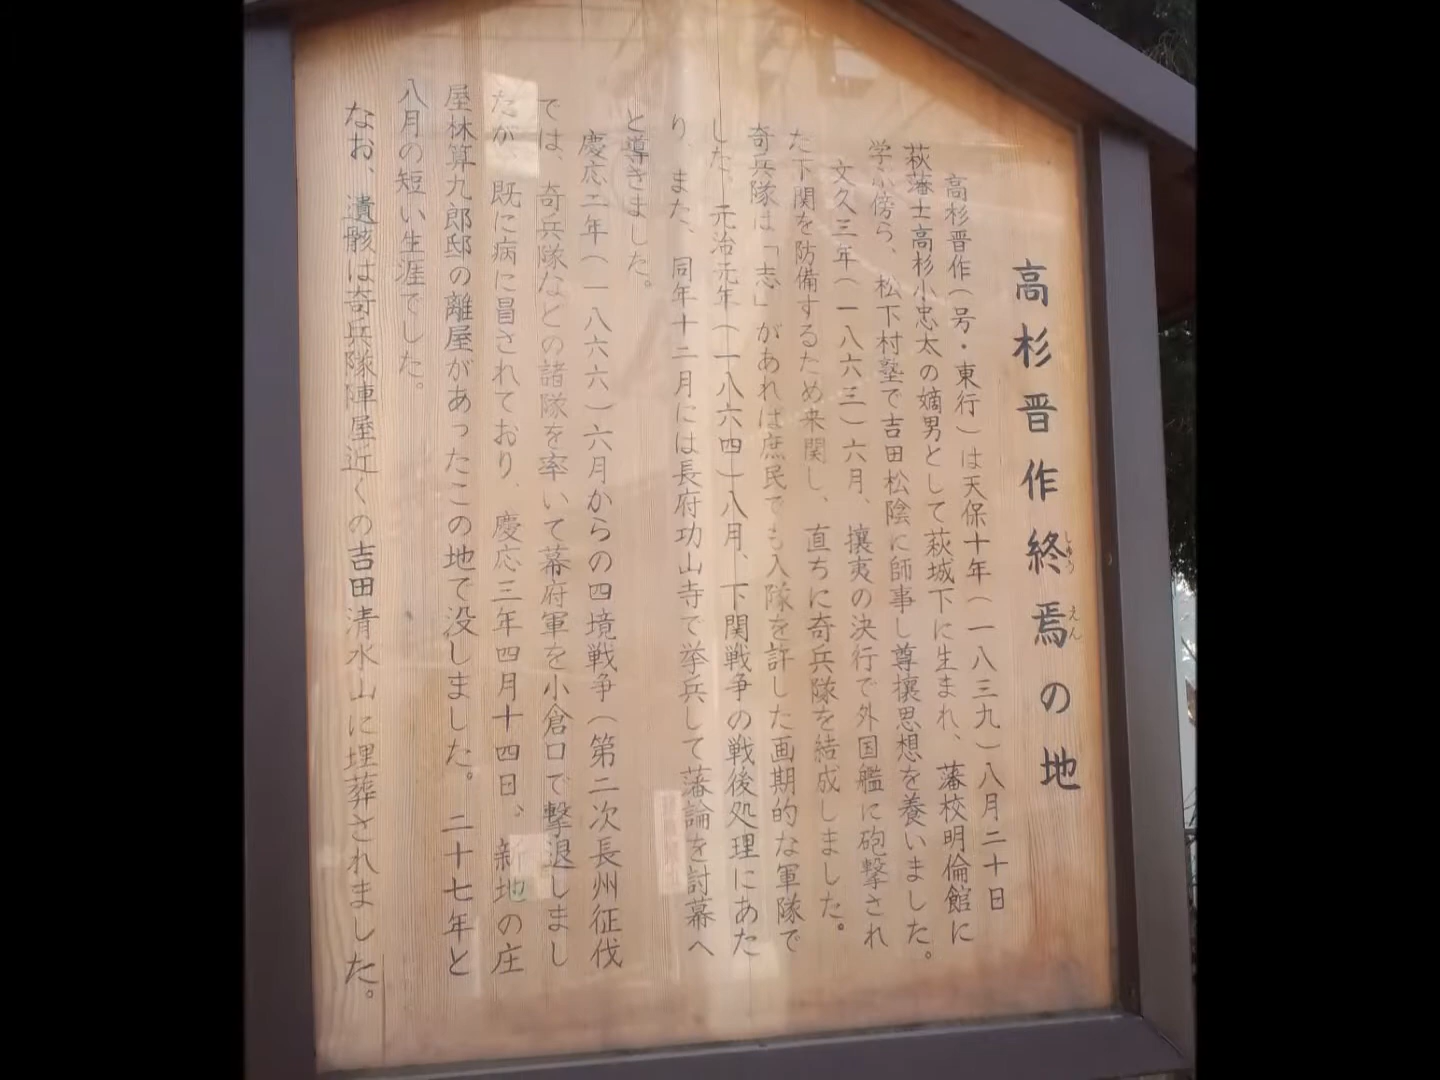 高杉晋作終焉の地
しゅうえん
高杉晋作(号・東行)は天保十年(一八三九)八月二十日
萩藩士高杉小忠太の嫡男として萩城下に生まれ、藩校明倫館に
学ぶ傍ら、松下村塾で吉田松陰に師事し尊攘思想を養いました。
文久三年(一八六三)六月、攘夷の決行で外国艦に砲撃され
た下関を防備するため来関し、直ちに奇兵隊を結成しました。
奇兵隊は「志」があれば庶民でも入隊を許した画期的な軍隊で
した。元治元年(一八六四)八月、下関戦争の戦後処理にあた
り、また、同年十二月には長府功山寺で挙兵して藩論を討幕へ
と導きました。
慶応二年(一八六六)六月からの四境戦争(第二次長州征伐
では、奇兵隊などの諸隊を率いて幕府軍を小倉口で撃退しまし
たが、既に病に冒されており、慶応三年四月十四日、新地の庄
屋林算九郎邸の離屋があったこの地で没しました。二十七年と
八月の短い生涯でした。
なお、遺骸は奇兵隊陣屋近くの吉田清水山に埋葬されました。